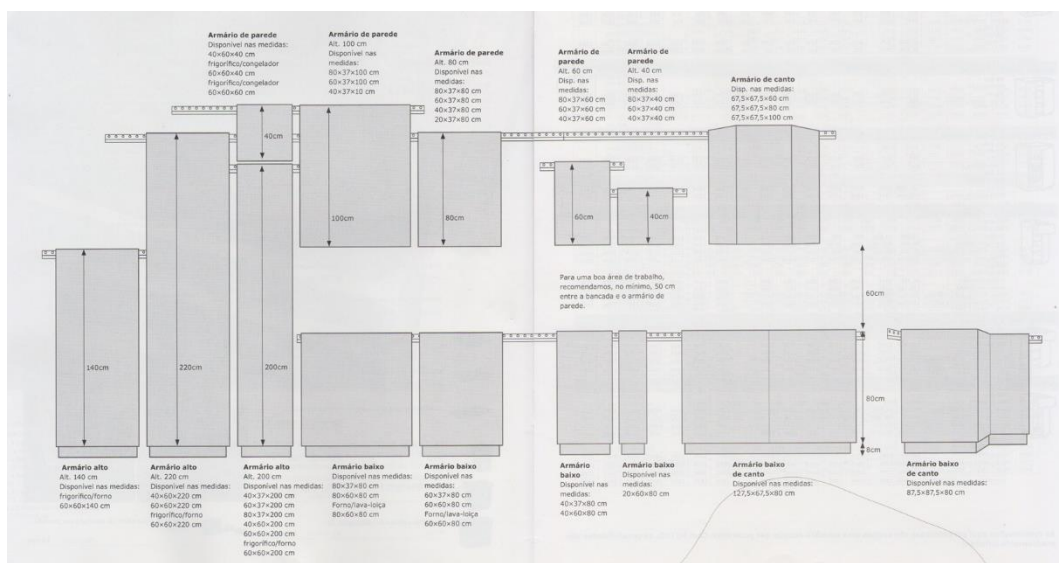 Armário de parede
Disponível nas medidas:
40×60×40 cm
frigorífico/congelador
60×60×40 cm
frigorífico/congelador
60×60×60 cm
Armário de parede
Alt. 100 cm
Disponível nas
medidas:
80×37×100 cm
60×37×100 cm
40×37×10 cm
Armário de parede
Alt. 80 cm
Disponível nas
medidas:
80×37×80 cm
60×37×80 cm
40×37×80 cm
20×37×80 cm
Armário de
parede
Alt. 60 cm
Disp. nas
medidas:
80×37×60 cm
60×37×60 cm
40×37×60 cm
Armário de
parede
Alt. 40 cm
Disp. nas
medidas:
80×37×40 cm
60×37×40 cm
40×37×40 cm
Armário de canto
Disp. nas medidas:
67,5×67,5×60 cm
67,5×67,5×80 cm
67,5×67,5×100 cm
40cm
100cm
80cm
60cm
40cm
Para uma boa área de trabalho,
recomendamos, no mínimo, 50 cm
entre a bancada e o armário de
parede.
60cm
140cm
220cm
200cm
80cm
8cm
Armário alto
Alt. 140 cm
Disponível nas medidas:
frigorífico/forno
60×60×140 cm
Armário alto
Alt. 220 cm
Disponível nas medidas:
40×60×220 cm
60×60×220 cm
frigorífico/forno
60×60×220 cm
Armário alto
Alt. 200 cm
Disponível nas medidas:
40×37×200 cm
60×37×200 cm
80×37×200 cm
40×60×200 cm
60×60×200 cm
frigorífico/forno
60×60×200 cm
Armário baixo
Disponível nas medidas:
80×37×80 cm
80×60×80 cm
Forno/lava-loiça
80×60×80 cm
Armário baixo
Disponível nas
medidas:
60×37×80 cm
60×60×80 cm
Forno/lava-loiça
60×60×80 cm
Armário
baixo
Disponível nas
medidas:
40×37×80 cm
40×60×80 cm
Armário baixo
Disponível nas
medidas:
20×60×80 cm
Armário baixo
de canto
Disponível nas medidas:
127,5×67,5×80 cm
Armário baixo
de canto
Disponível nas medidas:
87,5×87,5×80 cm